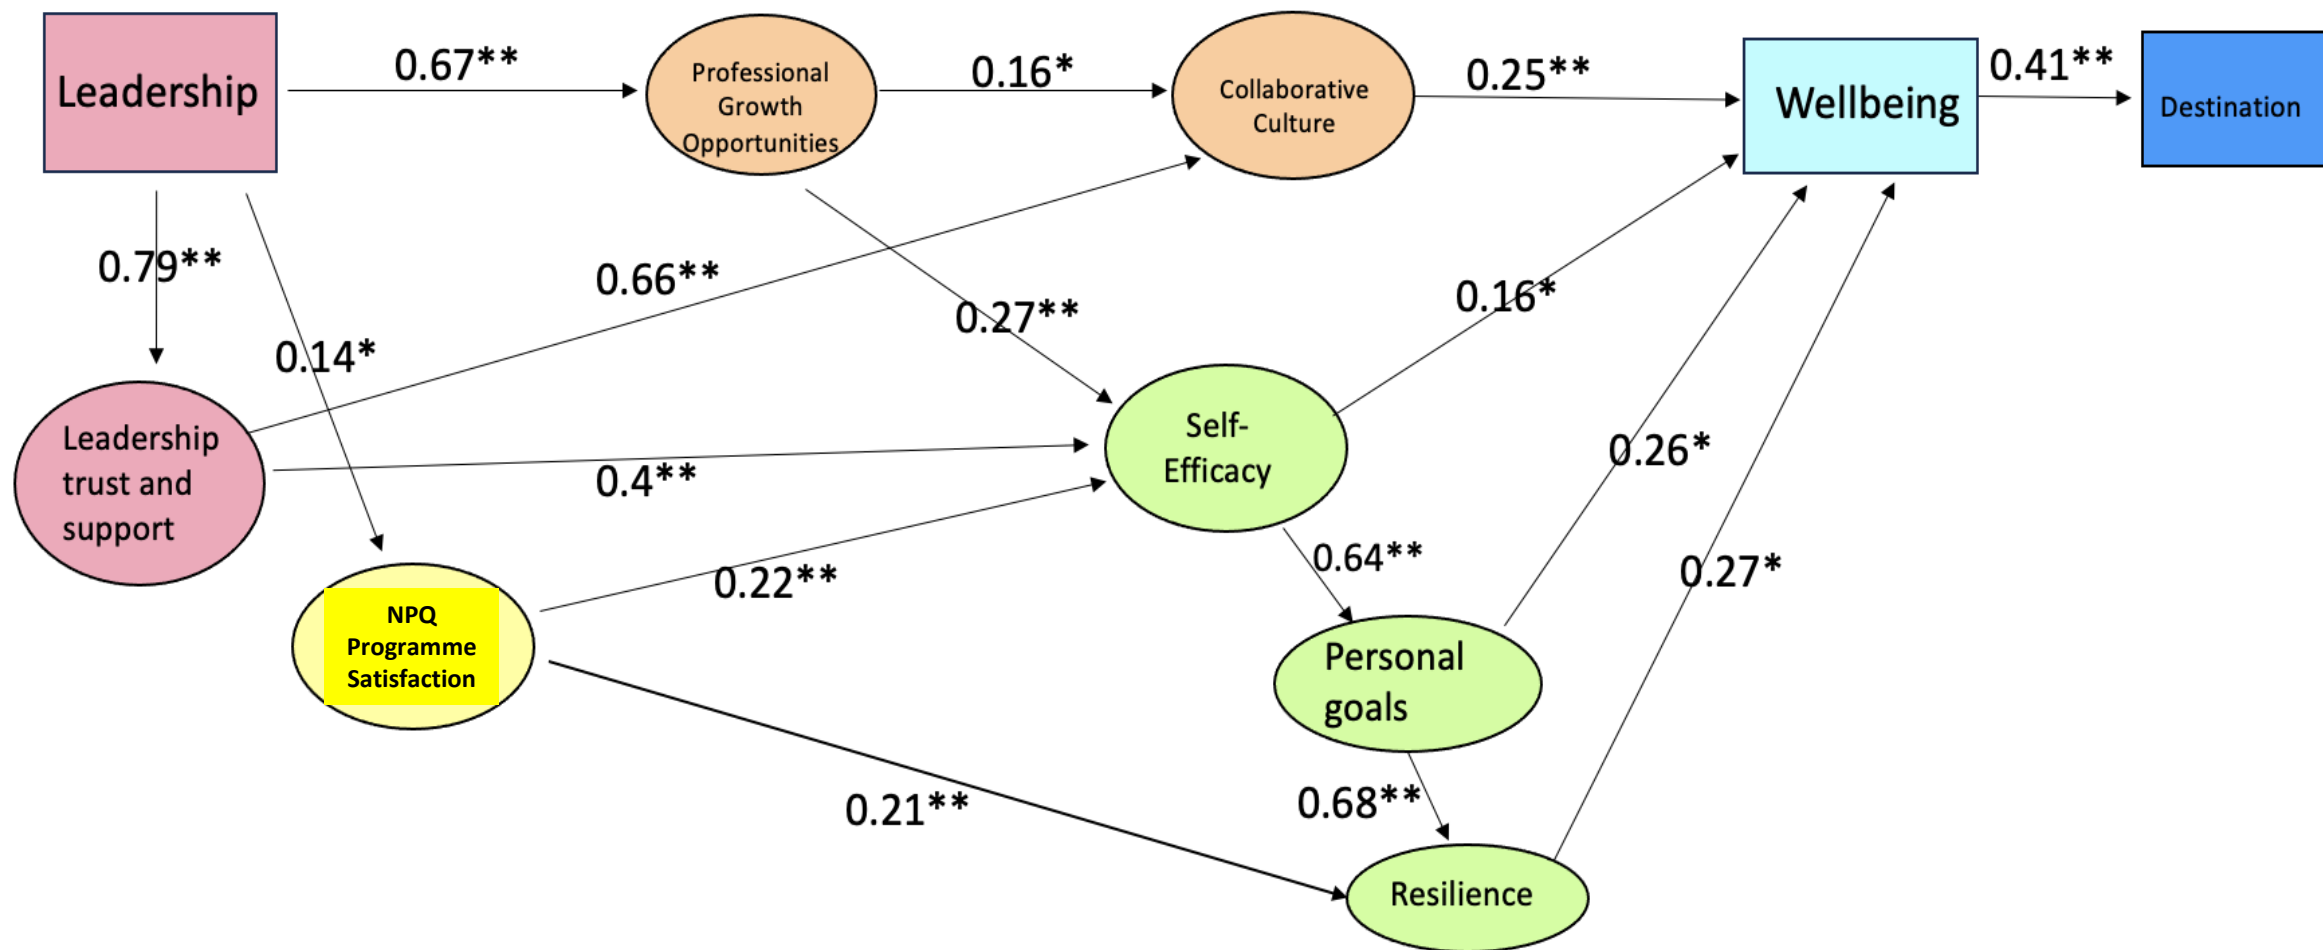 Leadership
0.67**
Professional
Growth
Opportunities
0.16*
Collaborative
Culture
0.25**
Wellbeing
0.41**
Destination
0.79**
0.14*
0.66**
0.27**
0.16*
Leadership
trust and
support
0.4**
Self-
Efficacy
0.26*
0.22**
0.64**
0.27*
NPQ
Programme
Satisfaction
Personal
goals
0.21**
0.68**
Resilience